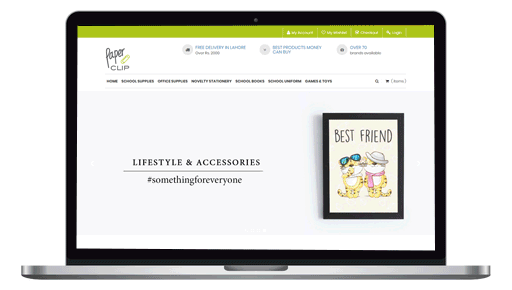 My Account My Wishlist Checkout Login
Paper
CLIP
FREE DELIVERY IN LAHORE
Over Rs. 2000
BEST PRODUCTS MONEY
CAN BUY
OVER 70
brands available
HOME SCHOOL SUPPLIES OFFICE SUPPLIES NOVELTY STATIONERY SCHOOL BOOKS SCHOOL UNIFORM GAMES & TOYS
LIFESTYLE & ACCESSORIES
#somethingforeveryone
BEST FRIEND